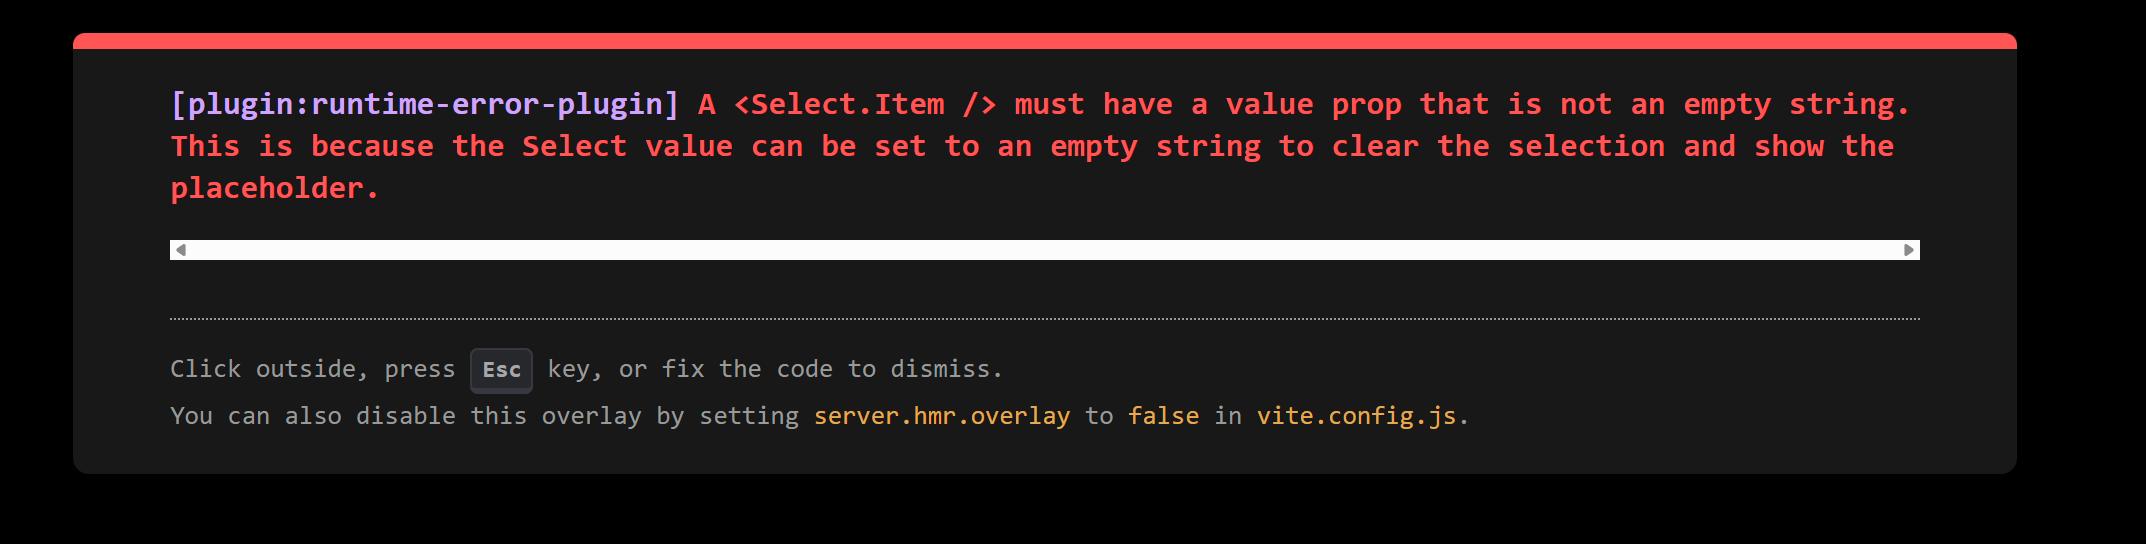 [plugin:runtime-error-plugin] A <Select.Item /> must have a value prop that is not an empty string.
This is because the Select value can be set to an empty string to clear the selection and show the
placeholder.
Click outside, press Esc key, or fix the code to dismiss.
You can also disable this overlay by setting server.hmr.overlay to false in vite.config.js.